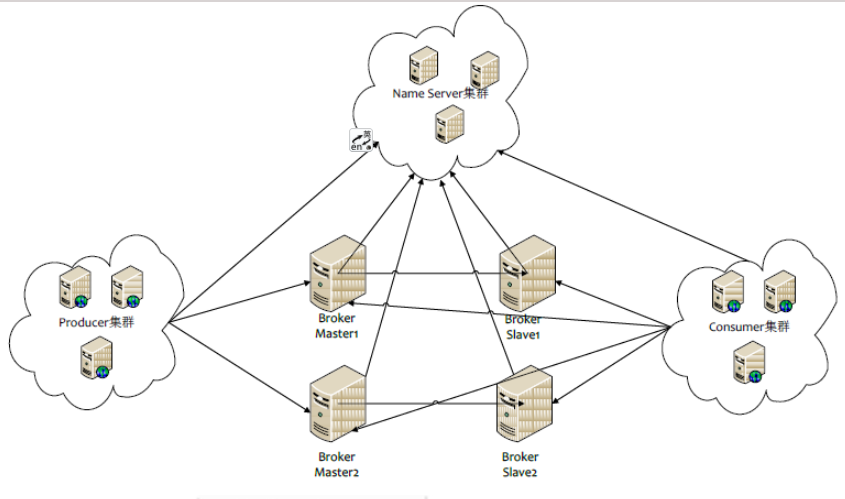 Name Server集群
英
en
Producer集群
Broker
Master1
Broker
Slave1
Consumer集群
Broker
Master2
Broker
Slave2